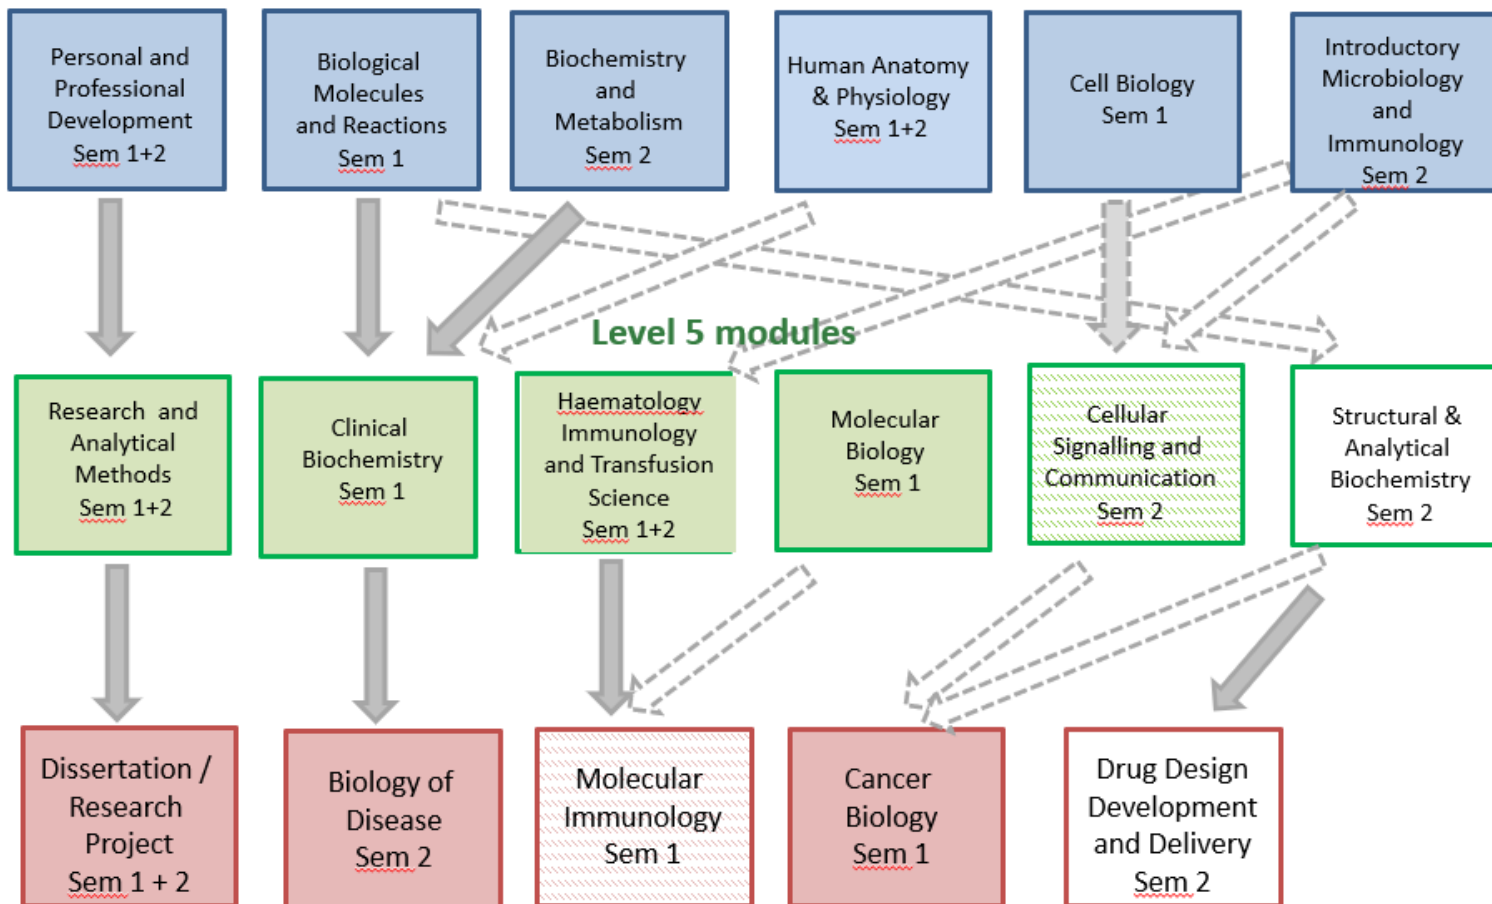 Personal and
Professional
Development
Sem 1+2
Biological
Molecules
and Reactions
Sem 1
Biochemistry
and
Metabolism
Sem 2
Human Anatomy
& Physiology
Sem 1+2
Cell Biology
Sem 1
Introductory
Microbiology
and
Immunology
Sem 2
Level 5 modules
Research and
Analytical
Methods
Sem 1+2
Clinical
Biochemistry
Sem 1
Haematology
Immunology
and Transfusion
Science
Sem 1+2
Molecular
Biology
Sem 1
Cellular
Signalling and
Communication
Sem 2
Structural &
Analytical
Biochemistry
Sem 2
Dissertation /
Research
Project
Sem 1 + 2
Biology of
Disease
Sem 2
Molecular
Immunology
Sem 1
Cancer
Biology
Sem 1
Drug Design
Development
and Delivery
Sem 2